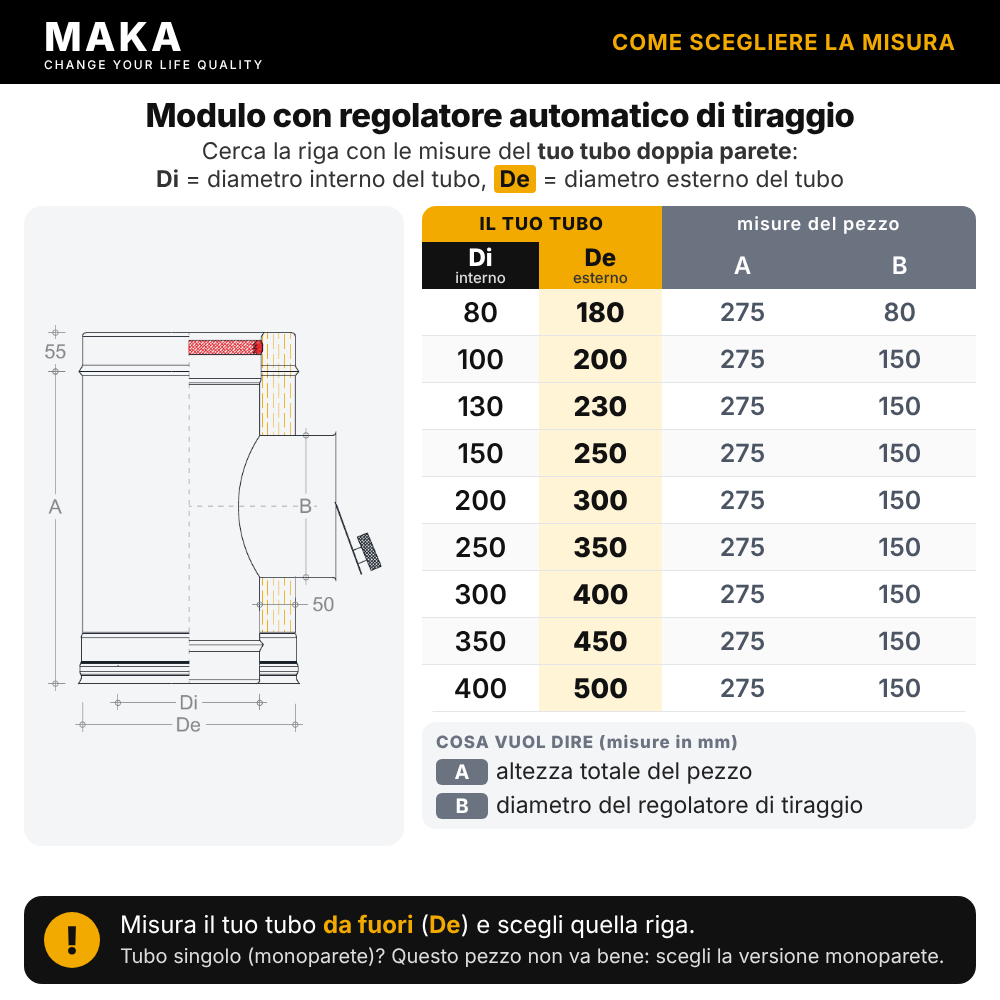 MAKA
CHANGE YOUR LIFE QUALITY
COME SCEGLIERE LA MISURA
Modulo con regolatore automatico di tiraggio
Cerca la riga con le misure del tuo tubo doppia parete:
Di = diametro interno del tubo, De = diametro esterno del tubo
55
A
B
50
Di
De
IL TUO TUBO misure del pezzo
Di De A B
interno esterno
80 180 275 80
100 200 275 150
130 230 275 150
150 250 275 150
200 300 275 150
250 350 275 150
300 400 275 150
350 450 275 150
400 500 275 150
COSA VUOL DIRE (misure in mm)
A altezza totale del pezzo
B diametro del regolatore di tiraggio
! Misura il tuo tubo da fuori (De) e scegli quella riga.
Tubo singolo (monoparete)? Questo pezzo non va bene: scegli la versione monoparete.